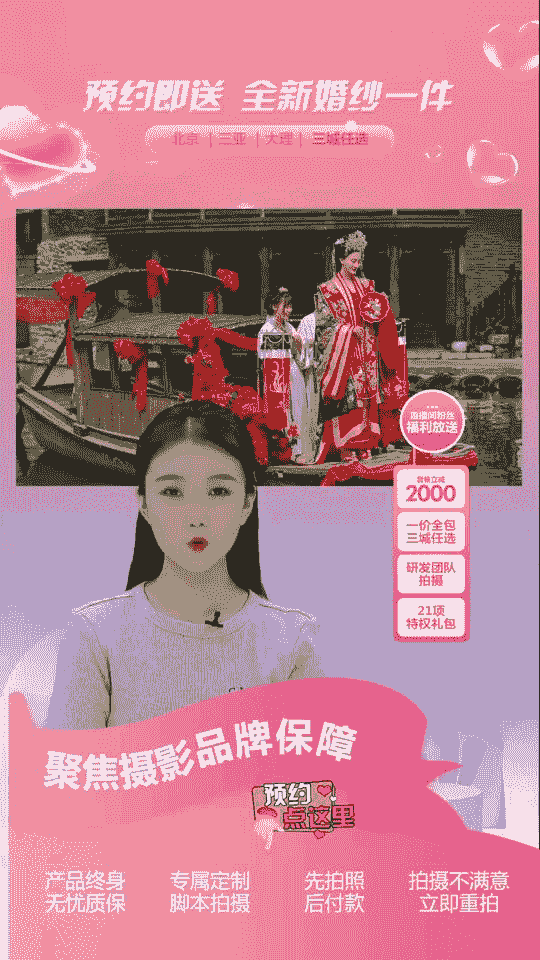 预约即送 全新婚纱一件
北京 | 三亚 | 大理 | 三城任选
直播间粉丝
福利放送
2000
一价全包
三城任选
研发团队
拍摄
21项
特权礼包
聚焦摄影品牌保障
预约
点这里
产品终身 专属定制 先拍照 拍摄不满意
无忧质保 脚本拍摄 后付款 立即重拍